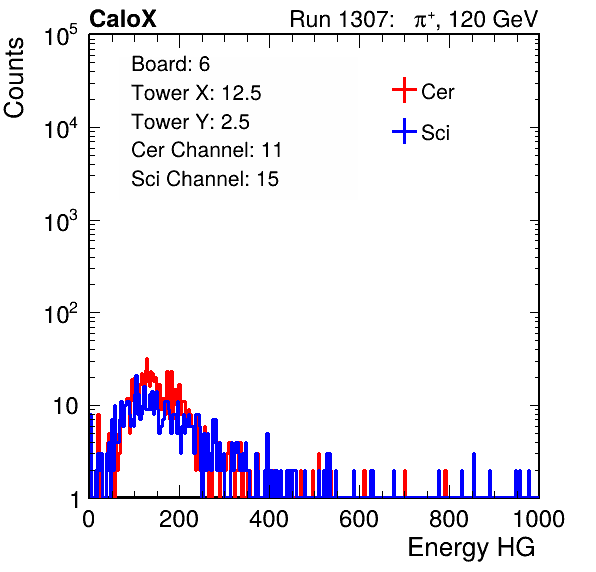 CaloX Run 1307: π⁺, 120 GeV
Counts
10⁵
10⁴
10³
10²
10
1
Board: 6
Tower X: 12.5
Tower Y: 2.5
Cer Channel: 11
Sci Channel: 15
Cer
Sci
0 200 400 600 800 1000
Energy HG